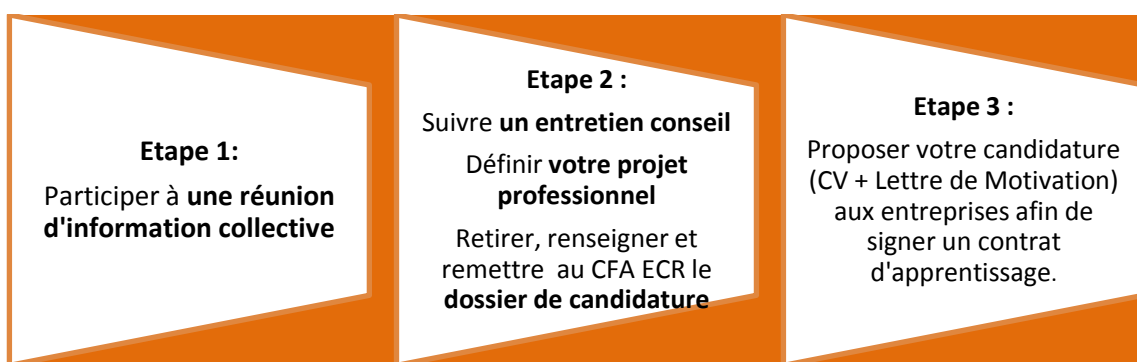 Etape 1:
Participer à une réunion
d'information collective
Etape 2 :
Suivre un entretien conseil
Définir votre projet
professionnel
Retirer, renseigner et
remettre au CFA ECR le
dossier de candidature
Etape 3 :
Proposer votre candidature
(CV + Lettre de Motivation)
aux entreprises afin de
signer un contrat
d'apprentissage.